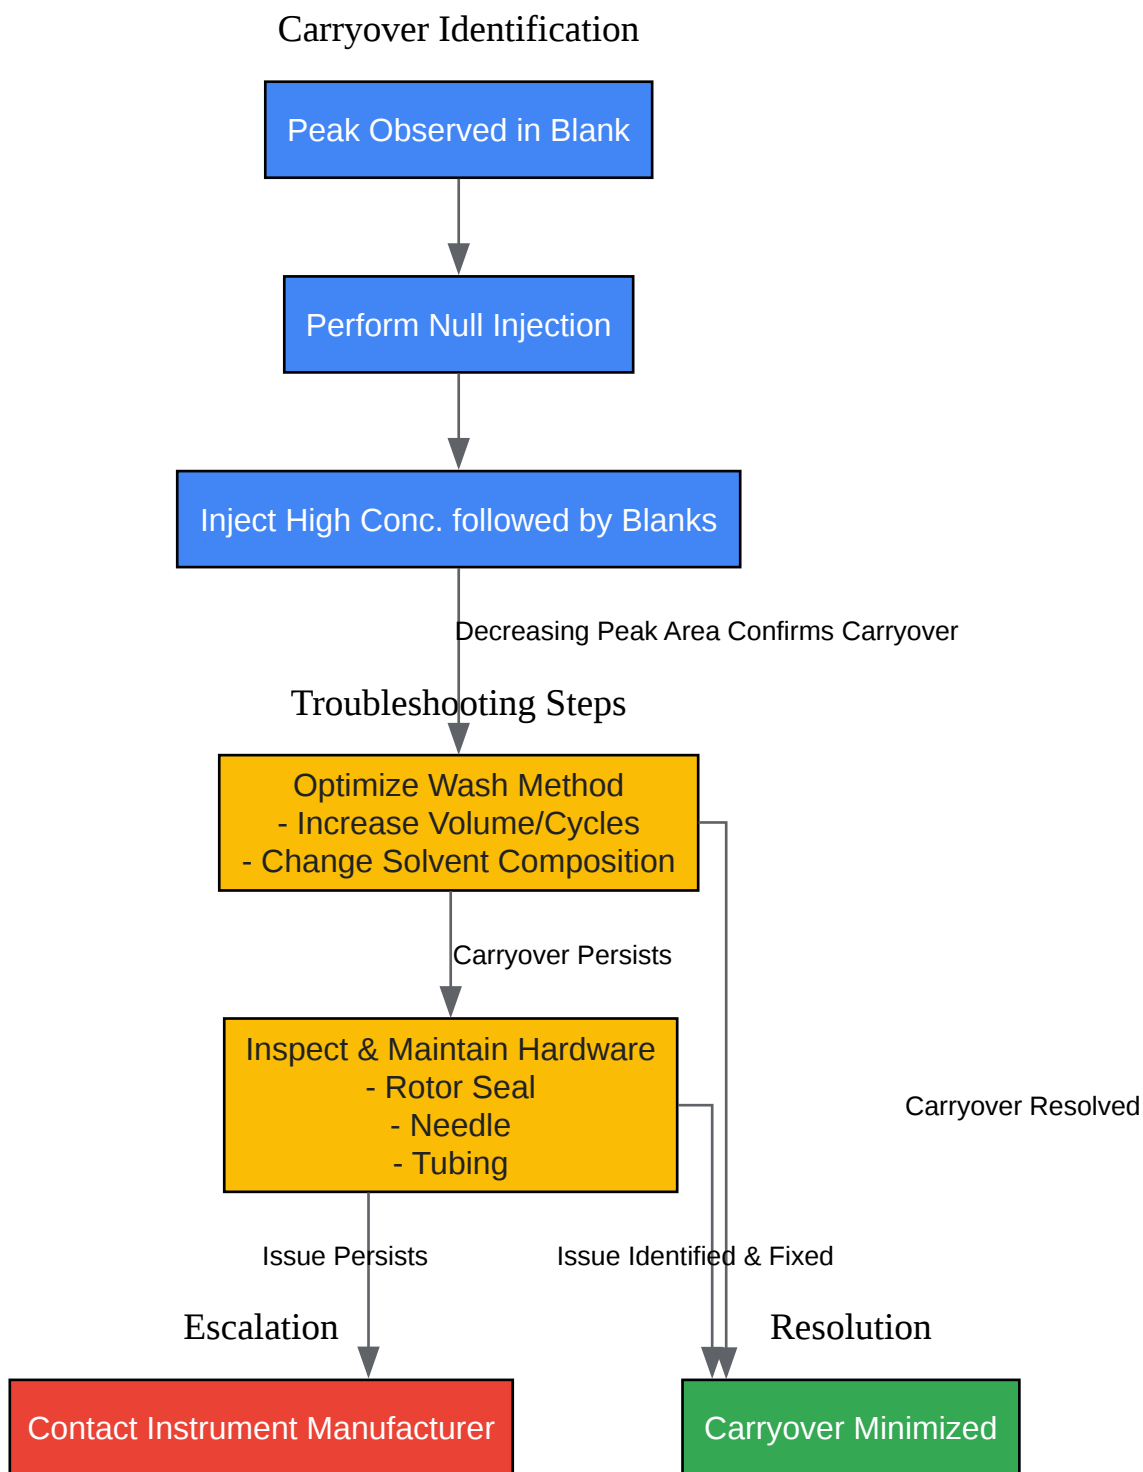 Carryover Identification
Peak Observed in Blank
Perform Null Injection
Inject High Conc. followed by Blanks
Decreasing Peak Area Confirms Carryover
Troubleshooting Steps
Optimize Wash Method
- Increase Volume/Cycles
- Change Solvent Composition
Carryover Persists
Inspect & Maintain Hardware
- Rotor Seal
- Needle
- Tubing
Carryover Resolved
Issue Persists
Issue Identified & Fixed
Escalation
Resolution
Contact Instrument Manufacturer
Carryover Minimized